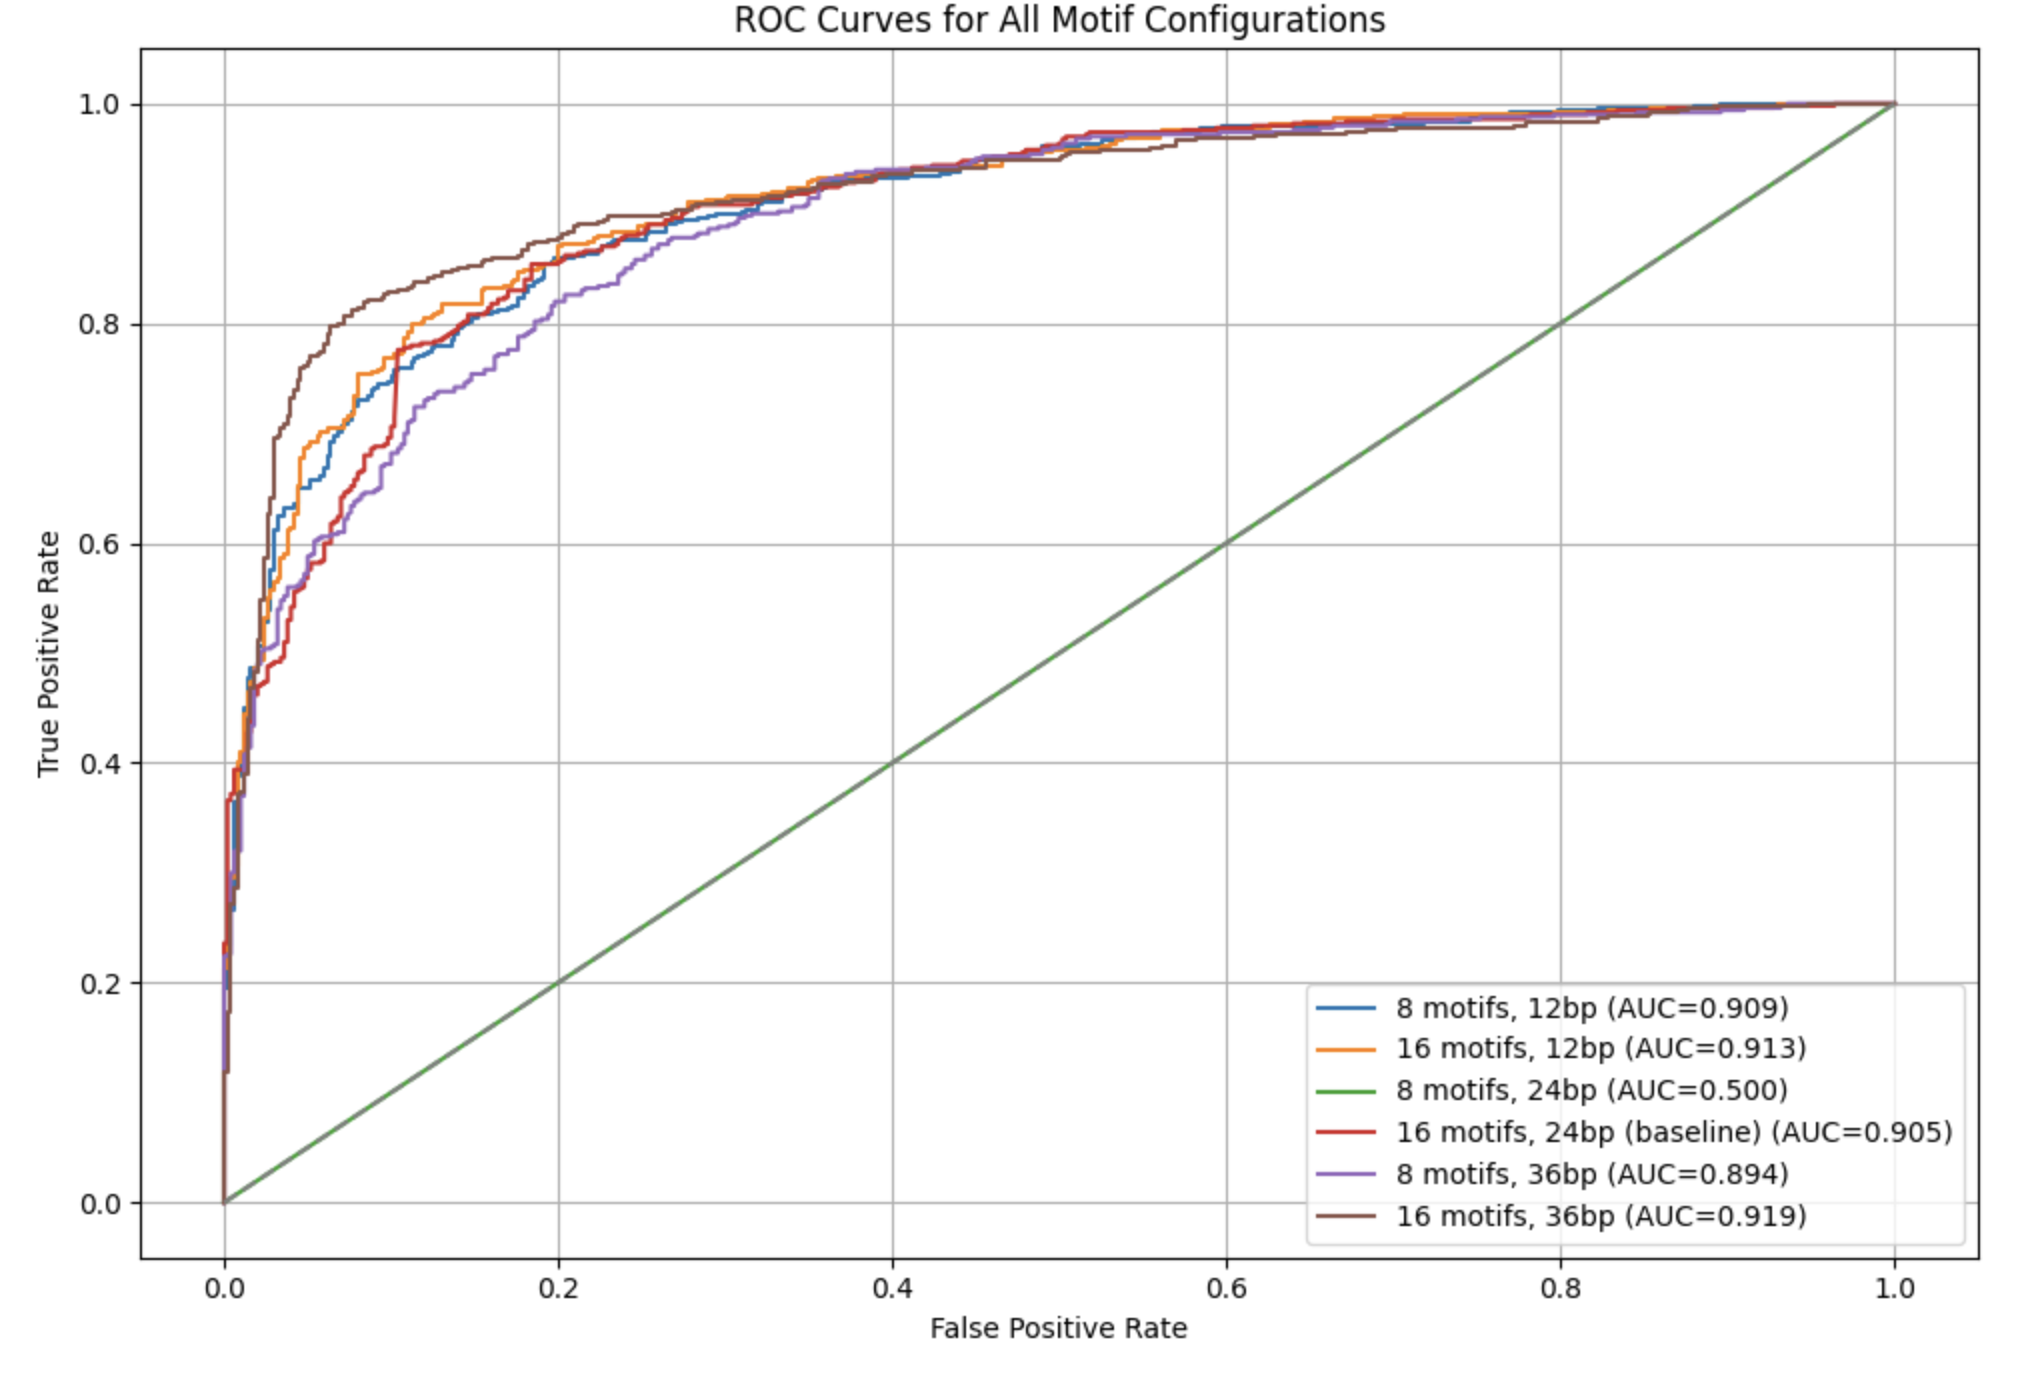 ROC Curves for All Motif Configurations
1.0
0.8
0.6
0.4
0.2
0.0
True Positive Rate
8 motifs, 12bp (AUC=0.909)
16 motifs, 12bp (AUC=0.913)
8 motifs, 24bp (AUC=0.500)
16 motifs, 24bp (baseline) (AUC=0.905)
8 motifs, 36bp (AUC=0.894)
16 motifs, 36bp (AUC=0.919)
0.0 0.2 0.4 0.6 0.8 1.0
False Positive Rate